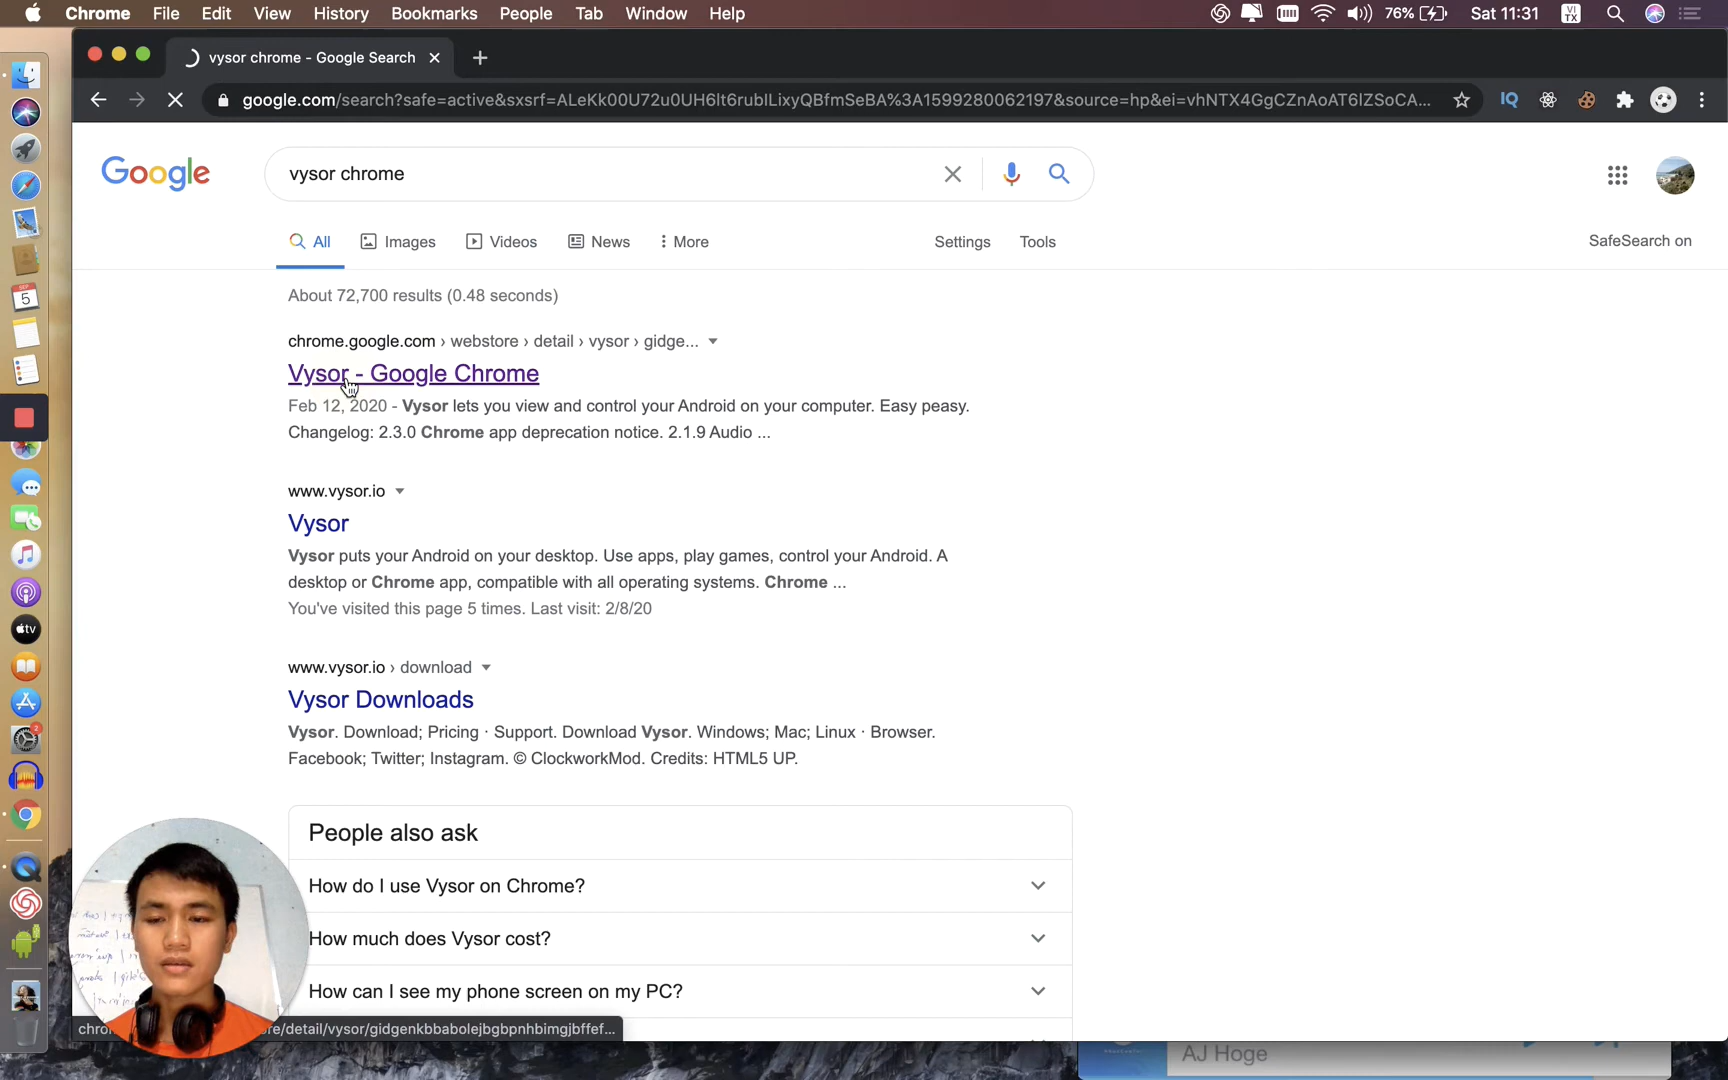 Chrome File Edit View History Bookmarks People Tab Window Help
76% Sat 11:31 VI TX
vysor chrome - Google Search
google.com/search?safe=active&sxsrf=ALeKk00U72u0UH6lt6rublLixyQBfmSeBA%3A1599280062197&source=hp&ei=vhNTX4GgCZnAoAT6lZSoCA...
IQ
Google
vysor chrome
All Images Videos News More Settings Tools SafeSearch on
About 72,700 results (0.48 seconds)
chrome.google.com › webstore › detail › vysor › gidge...
Vysor - Google Chrome
Feb 12, 2020 - Vysor lets you view and control your Android on your computer. Easy peasy.
Changelog: 2.3.0 Chrome app deprecation notice. 2.1.9 Audio ...
www.vysor.io
Vysor
Vysor puts your Android on your desktop. Use apps, play games, control your Android. A
desktop or Chrome app, compatible with all operating systems. Chrome ...
You've visited this page 5 times. Last visit: 2/8/20
www.vysor.io › download
Vysor Downloads
Vysor. Download; Pricing · Support. Download Vysor. Windows; Mac; Linux · Browser.
Facebook; Twitter; Instagram. © ClockworkMod. Credits: HTML5 UP.
People also ask
How do I use Vysor on Chrome?
How much does Vysor cost?
How can I see my phone screen on my PC?
SEP
5
tv
2
re/detail/vysor/gidgenkbbabolejbgbpnhbimgjbffef...
AJ Hoge